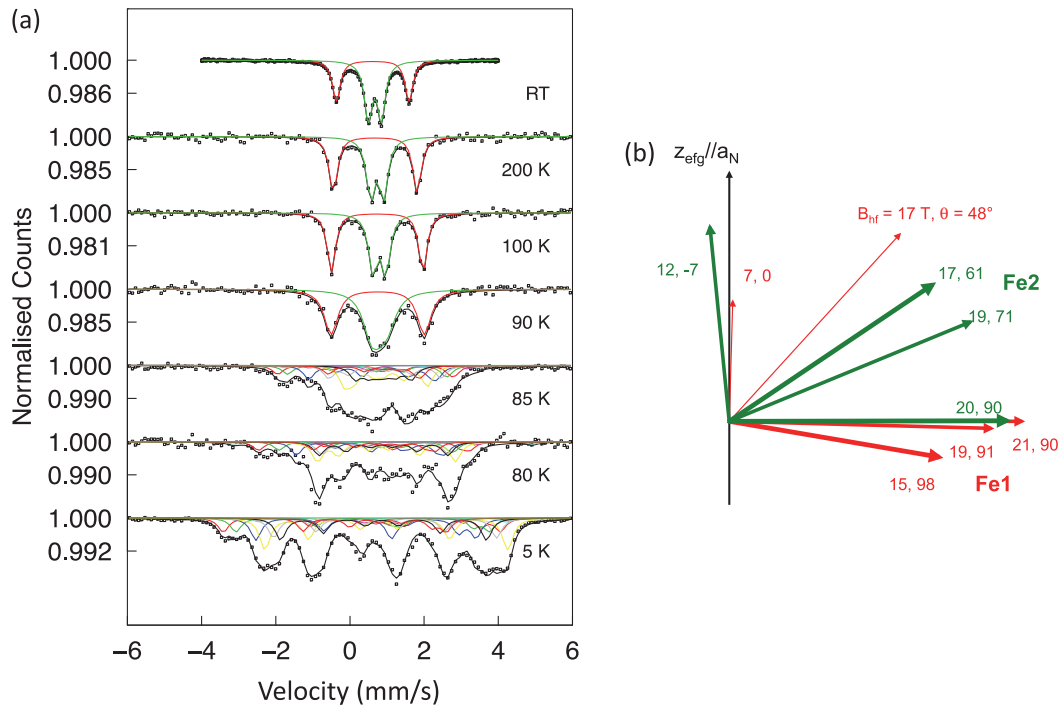 (a)
1.000
0.986
RT
1.000
0.985
200 K
1.000
0.981
100 K
1.000
0.985
90 K
1.000
0.990
85 K
1.000
0.990
80 K
1.000
0.992
5 K
Normalised Counts
−6 −4 −2 0 2 4 6
Velocity (mm/s)
(b)
z_efg//a_N
B_hf = 17 T, θ = 48°
12, -7
7, 0
17, 61
Fe2
19, 71
20, 90
19, 91
21, 90
15, 98
Fe1